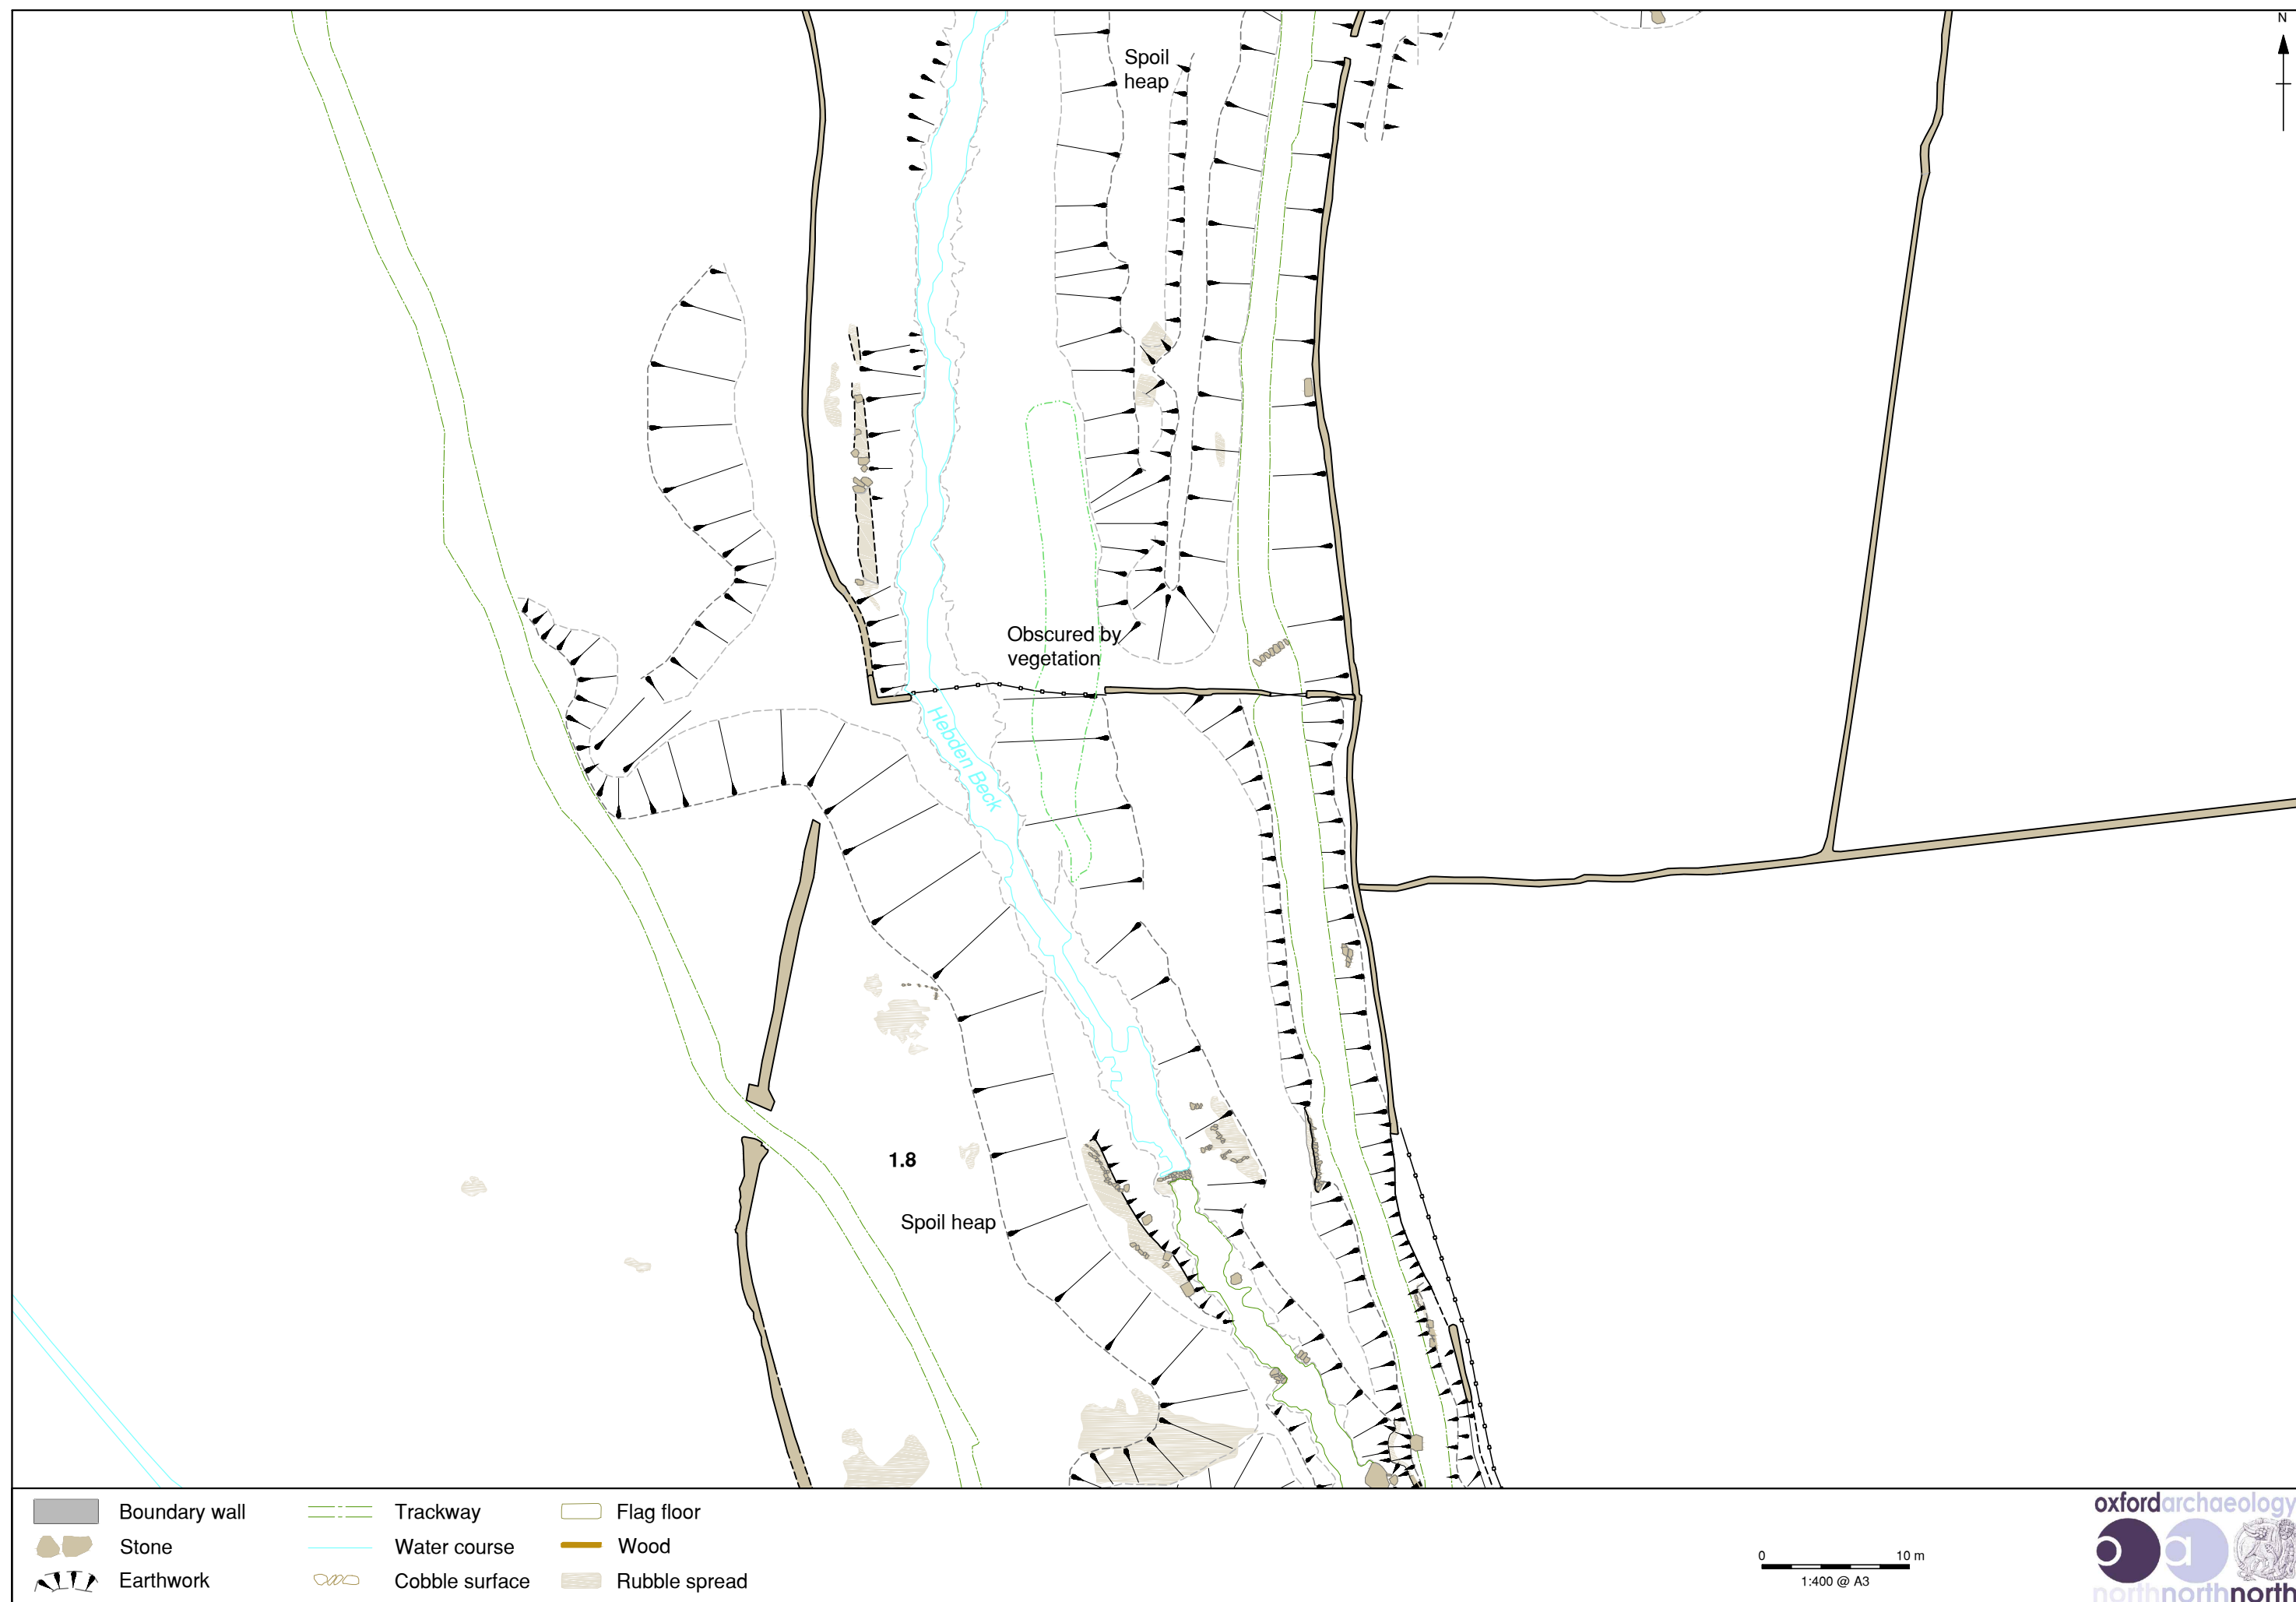 N
Spoil
heap
Obscured by
vegetation
Hebden Beck
1.8
Spoil heap
Boundary wall
Stone
Earthwork
Trackway
Water course
Cobble surface
Flag floor
Wood
Rubble spread
0 10 m
1:400 @ A3
oxfordarchaeology
northnorthnorth